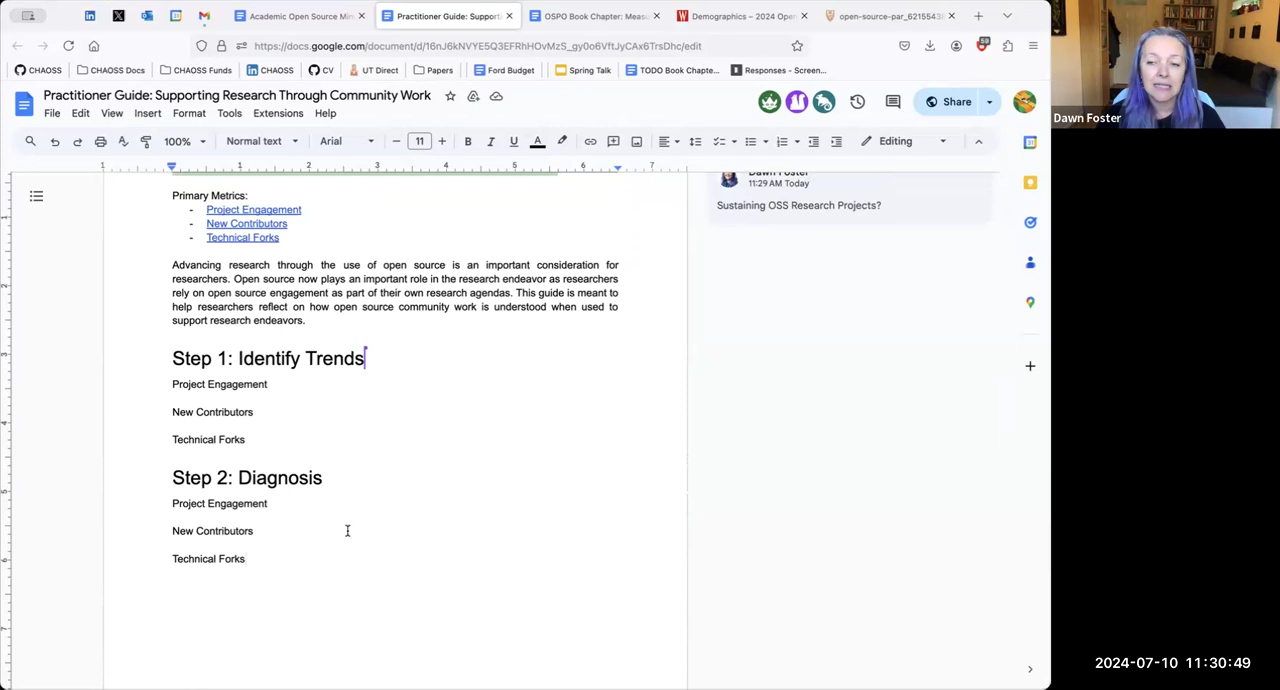 Academic Open Source Min
Practitioner Guide: Support
OSPO Book Chapter: Measu
Demographics – 2024 Open
open-source-par_62155438
https://docs.google.com/document/d/16nJ6kNVYE5Q3EFRhHOvMzS_gy0o6VftJyCAx6TrsDhc/edit
59
CHAOSS
CHAOSS Docs
CHAOSS Funds
CHAOSS
CV
UT Direct
Papers
Ford Budget
Spring Talk
TODO Book Chapte...
Responses - Screen...
Practitioner Guide: Supporting Research Through Community Work
File Edit View Insert Format Tools Extensions Help
Share
100%
Normal text
Arial
11
Editing
Primary Metrics:
- Project Engagement
- New Contributors
- Technical Forks
Dawn Foster
11:29 AM Today
Sustaining OSS Research Projects?
Advancing research through the use of open source is an important consideration for
researchers. Open source now plays an important role in the research endeavor as researchers
rely on open source engagement as part of their own research agendas. This guide is meant to
help researchers reflect on how open source community work is understood when used to
support research endeavors.
Step 1: Identify Trends
Project Engagement
New Contributors
Technical Forks
Step 2: Diagnosis
Project Engagement
New Contributors
Technical Forks
Dawn Foster
2024-07-10 11:30:49